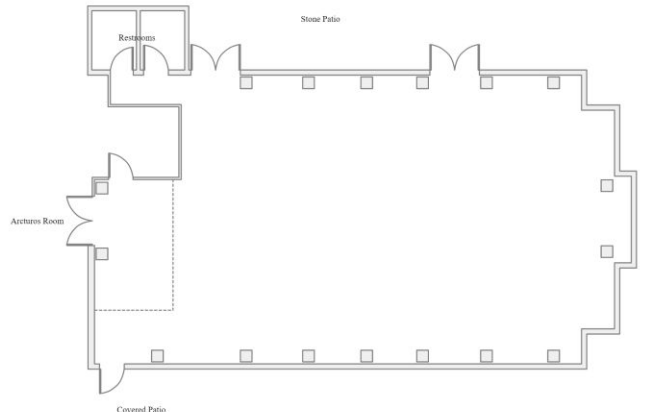 Stone Patio
Restrooms
Arcturos Room
Covered Patio